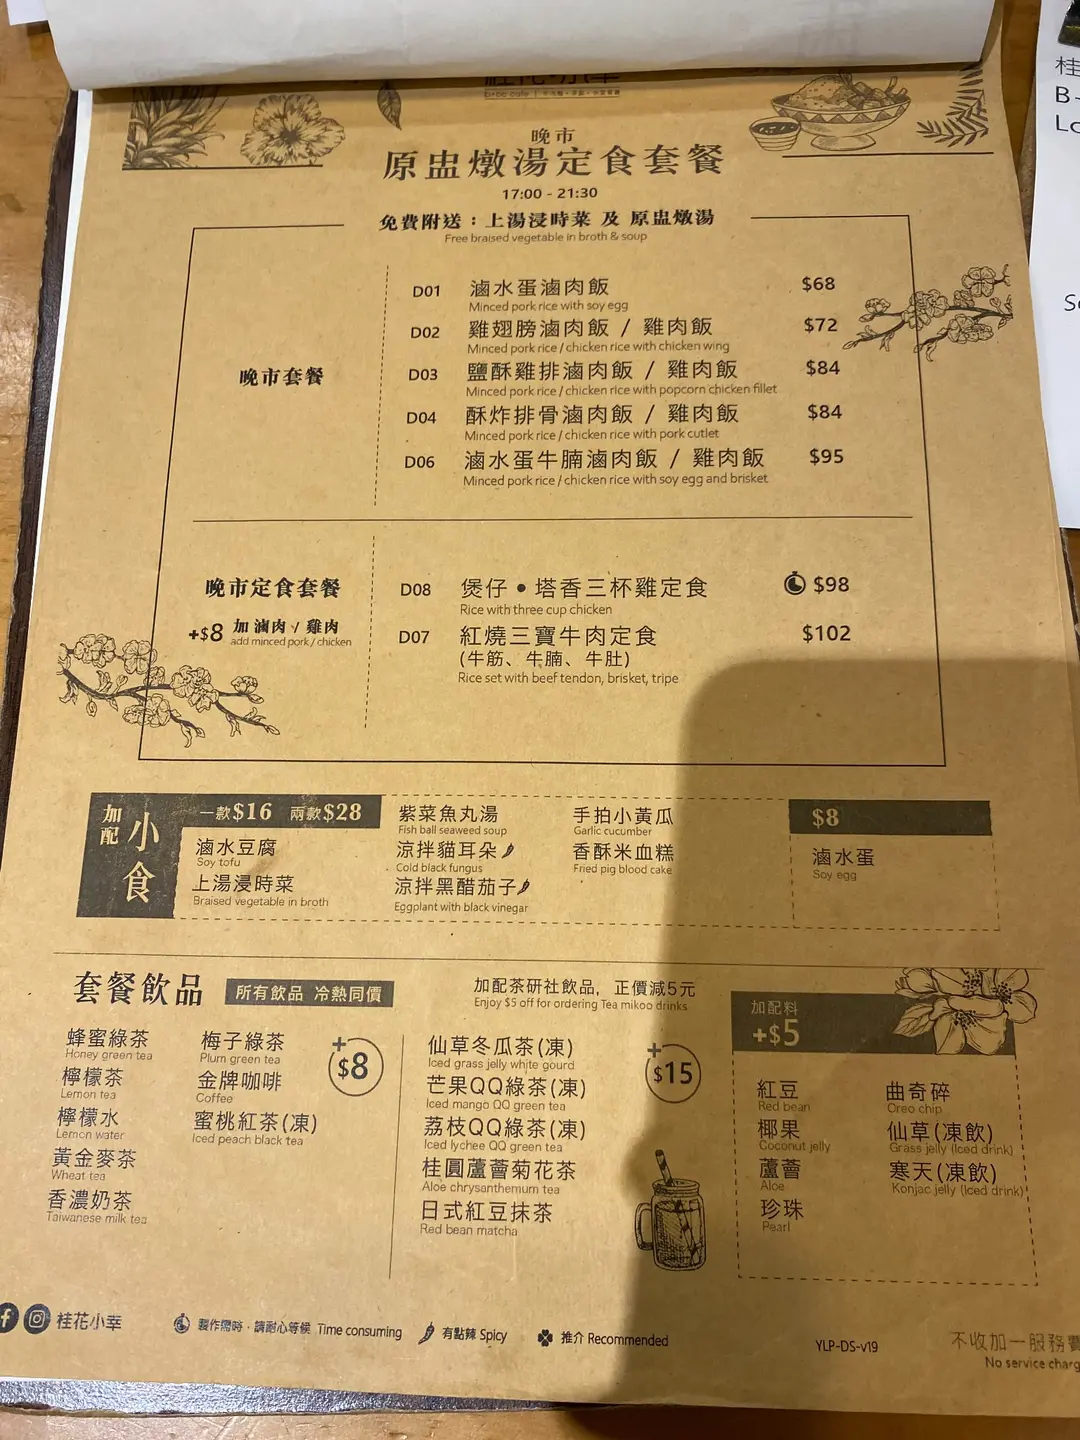 桂
B-
Lo
晚市
原盅燉湯定食套餐
17:00 - 21:30
免費附送：上湯浸時菜 及 原盅燉湯
Free braised vegetable in broth & soup
晚市套餐
D01 滷水蛋滷肉飯 $68
Minced pork rice with soy egg
D02 雞翅膀滷肉飯 / 雞肉飯 $72
Minced pork rice / chicken rice with chicken wing
D03 鹽酥雞排滷肉飯 / 雞肉飯 $84
Minced pork rice / chicken rice with popcorn chicken fillet
D04 酥炸排骨滷肉飯 / 雞肉飯 $84
Minced pork rice / chicken rice with pork cutlet
D06 滷水蛋牛腩滷肉飯 / 雞肉飯 $95
Minced pork rice / chicken rice with soy egg and brisket
晚市定食套餐
+$8 加 滷肉 / 雞肉
add minced pork / chicken
D08 煲仔 • 塔香三杯雞定食 $98
Rice with three cup chicken
D07 紅燒三寶牛肉定食 $102
(牛筋、牛腩、牛肚)
Rice set with beef tendon, brisket, tripe
加配 小食
一款$16 兩款$28
滷水豆腐
Soy tofu
上湯浸時菜
Braised vegetable in broth
紫菜魚丸湯
Fish ball seaweed soup
涼拌貓耳朵
Cold black fungus
涼拌黑醋茄子
Eggplant with black vinegar
手拍小黃瓜
Garlic cucumber
香酥米血糕
Fried pig blood cake
$8
滷水蛋
Soy egg
套餐飲品
所有飲品 冷熱同價
加配茶研社飲品，正價減5元
Enjoy $5 off for ordering Tea mikoo drinks
蜂蜜綠茶
Honey green tea
檸檬茶
Lemon tea
檸檬水
Lemon water
黃金麥茶
Wheat tea
香濃奶茶
Taiwanese milk tea
梅子綠茶
Plum green tea
金牌咖啡
Coffee
蜜桃紅茶(凍)
Iced peach black tea
+$8
仙草冬瓜茶(凍)
Iced grass jelly white gourd
芒果QQ綠茶(凍)
Iced mango QQ green tea
荔枝QQ綠茶(凍)
Iced lychee QQ green tea
桂圓蘆薈菊花茶
Aloe chrysanthemum tea
日式紅豆抹茶
Red bean matcha
+$15
加配料
+$5
紅豆
Red bean
椰果
Coconut jelly
蘆薈
Aloe
珍珠
Pearl
曲奇碎
Oreo chip
仙草(凍飲)
Grass jelly (Iced drink)
寒天(凍飲)
Konjac jelly (Iced drink)
桂花小幸
製作需時，請耐心等候 Time consuming
有點辣 Spicy
推介 Recommended
YLP-DS-v19
不收加一服務費
No service charg